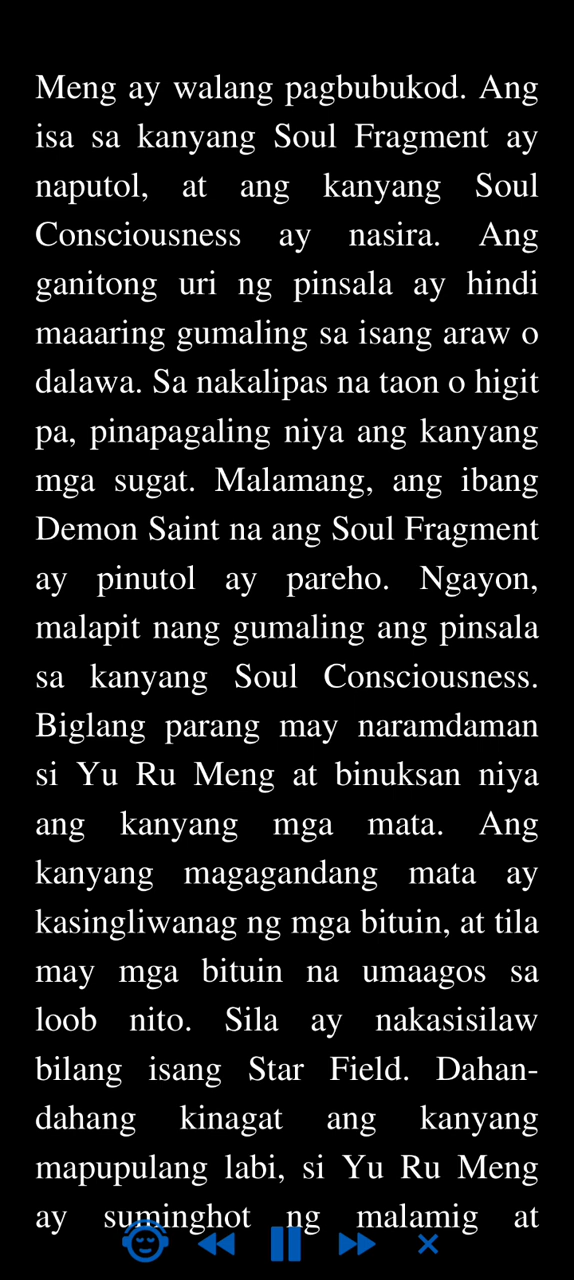 Meng ay walang pagbubukod. Ang
isa sa kanyang Soul Fragment ay
naputol, at ang kanyang Soul
Consciousness ay nasira. Ang
ganitong uri ng pinsala ay hindi
maaaring gumaling sa isang araw o
dalawa. Sa nakalipas na taon o higit
pa, pinapagaling niya ang kanyang
mga sugat. Malamang, ang ibang
Demon Saint na ang Soul Fragment
ay pinutol ay pareho. Ngayon,
malapit nang gumaling ang pinsala
sa kanyang Soul Consciousness.
Biglang parang may naramdaman
si Yu Ru Meng at binuksan niya
ang kanyang mga mata. Ang
kanyang magagandang mata ay
kasingliwanag ng mga bituin, at tila
may mga bituin na umaagos sa
loob nito. Sila ay nakasisilaw
bilang isang Star Field. Dahan-
dahang kinagat ang kanyang
mapupulang labi, si Yu Ru Meng
ay suminghot ng malamig at